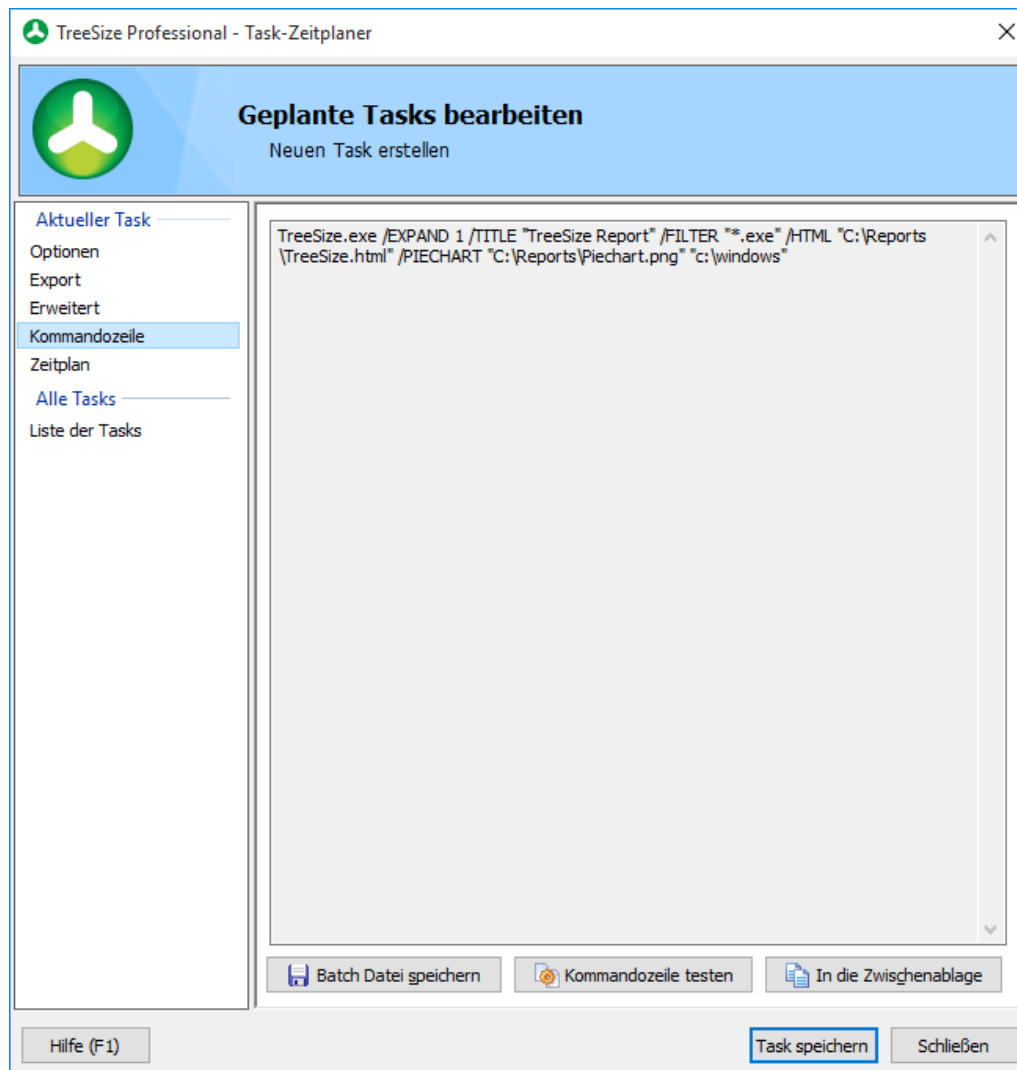 TreeSize Professional - Task-Zeitplaner
Geplante Tasks bearbeiten
Neuen Task erstellen
Aktueller Task
Optionen
Export
Erweitert
Kommandozeile
Zeitplan
Alle Tasks
Liste der Tasks
TreeSize.exe /EXPAND 1 /TITLE "TreeSize Report" /FILTER "*.exe" /HTML "C:\Reports
\TreeSize.html" /PIECHART "C:\Reports\Piechart.png" "c:\windows"
Batch Datei speichern
Kommandozeile testen
In die Zwischenablage
Hilfe (F1)
Task speichern
Schließen